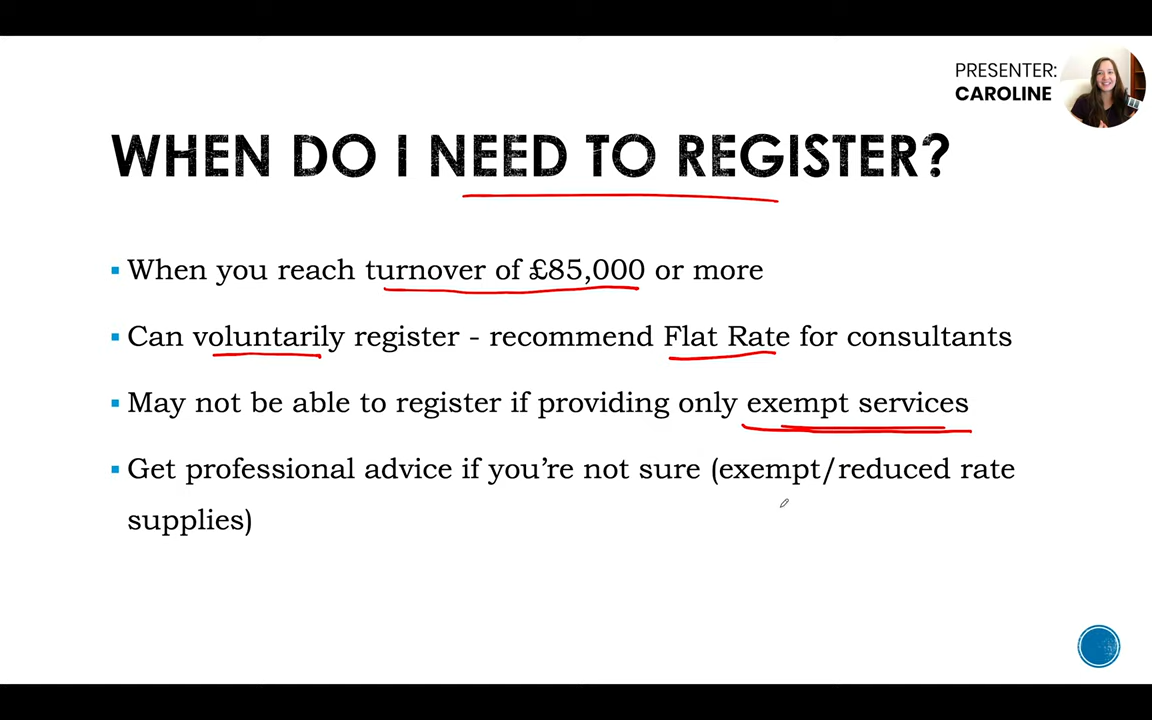 PRESENTER:
CAROLINE
WHEN DO I NEED TO REGISTER?
▪ When you reach turnover of £85,000 or more
▪ Can voluntarily register - recommend Flat Rate for consultants
▪ May not be able to register if providing only exempt services
▪ Get professional advice if you’re not sure (exempt/reduced rate
supplies)